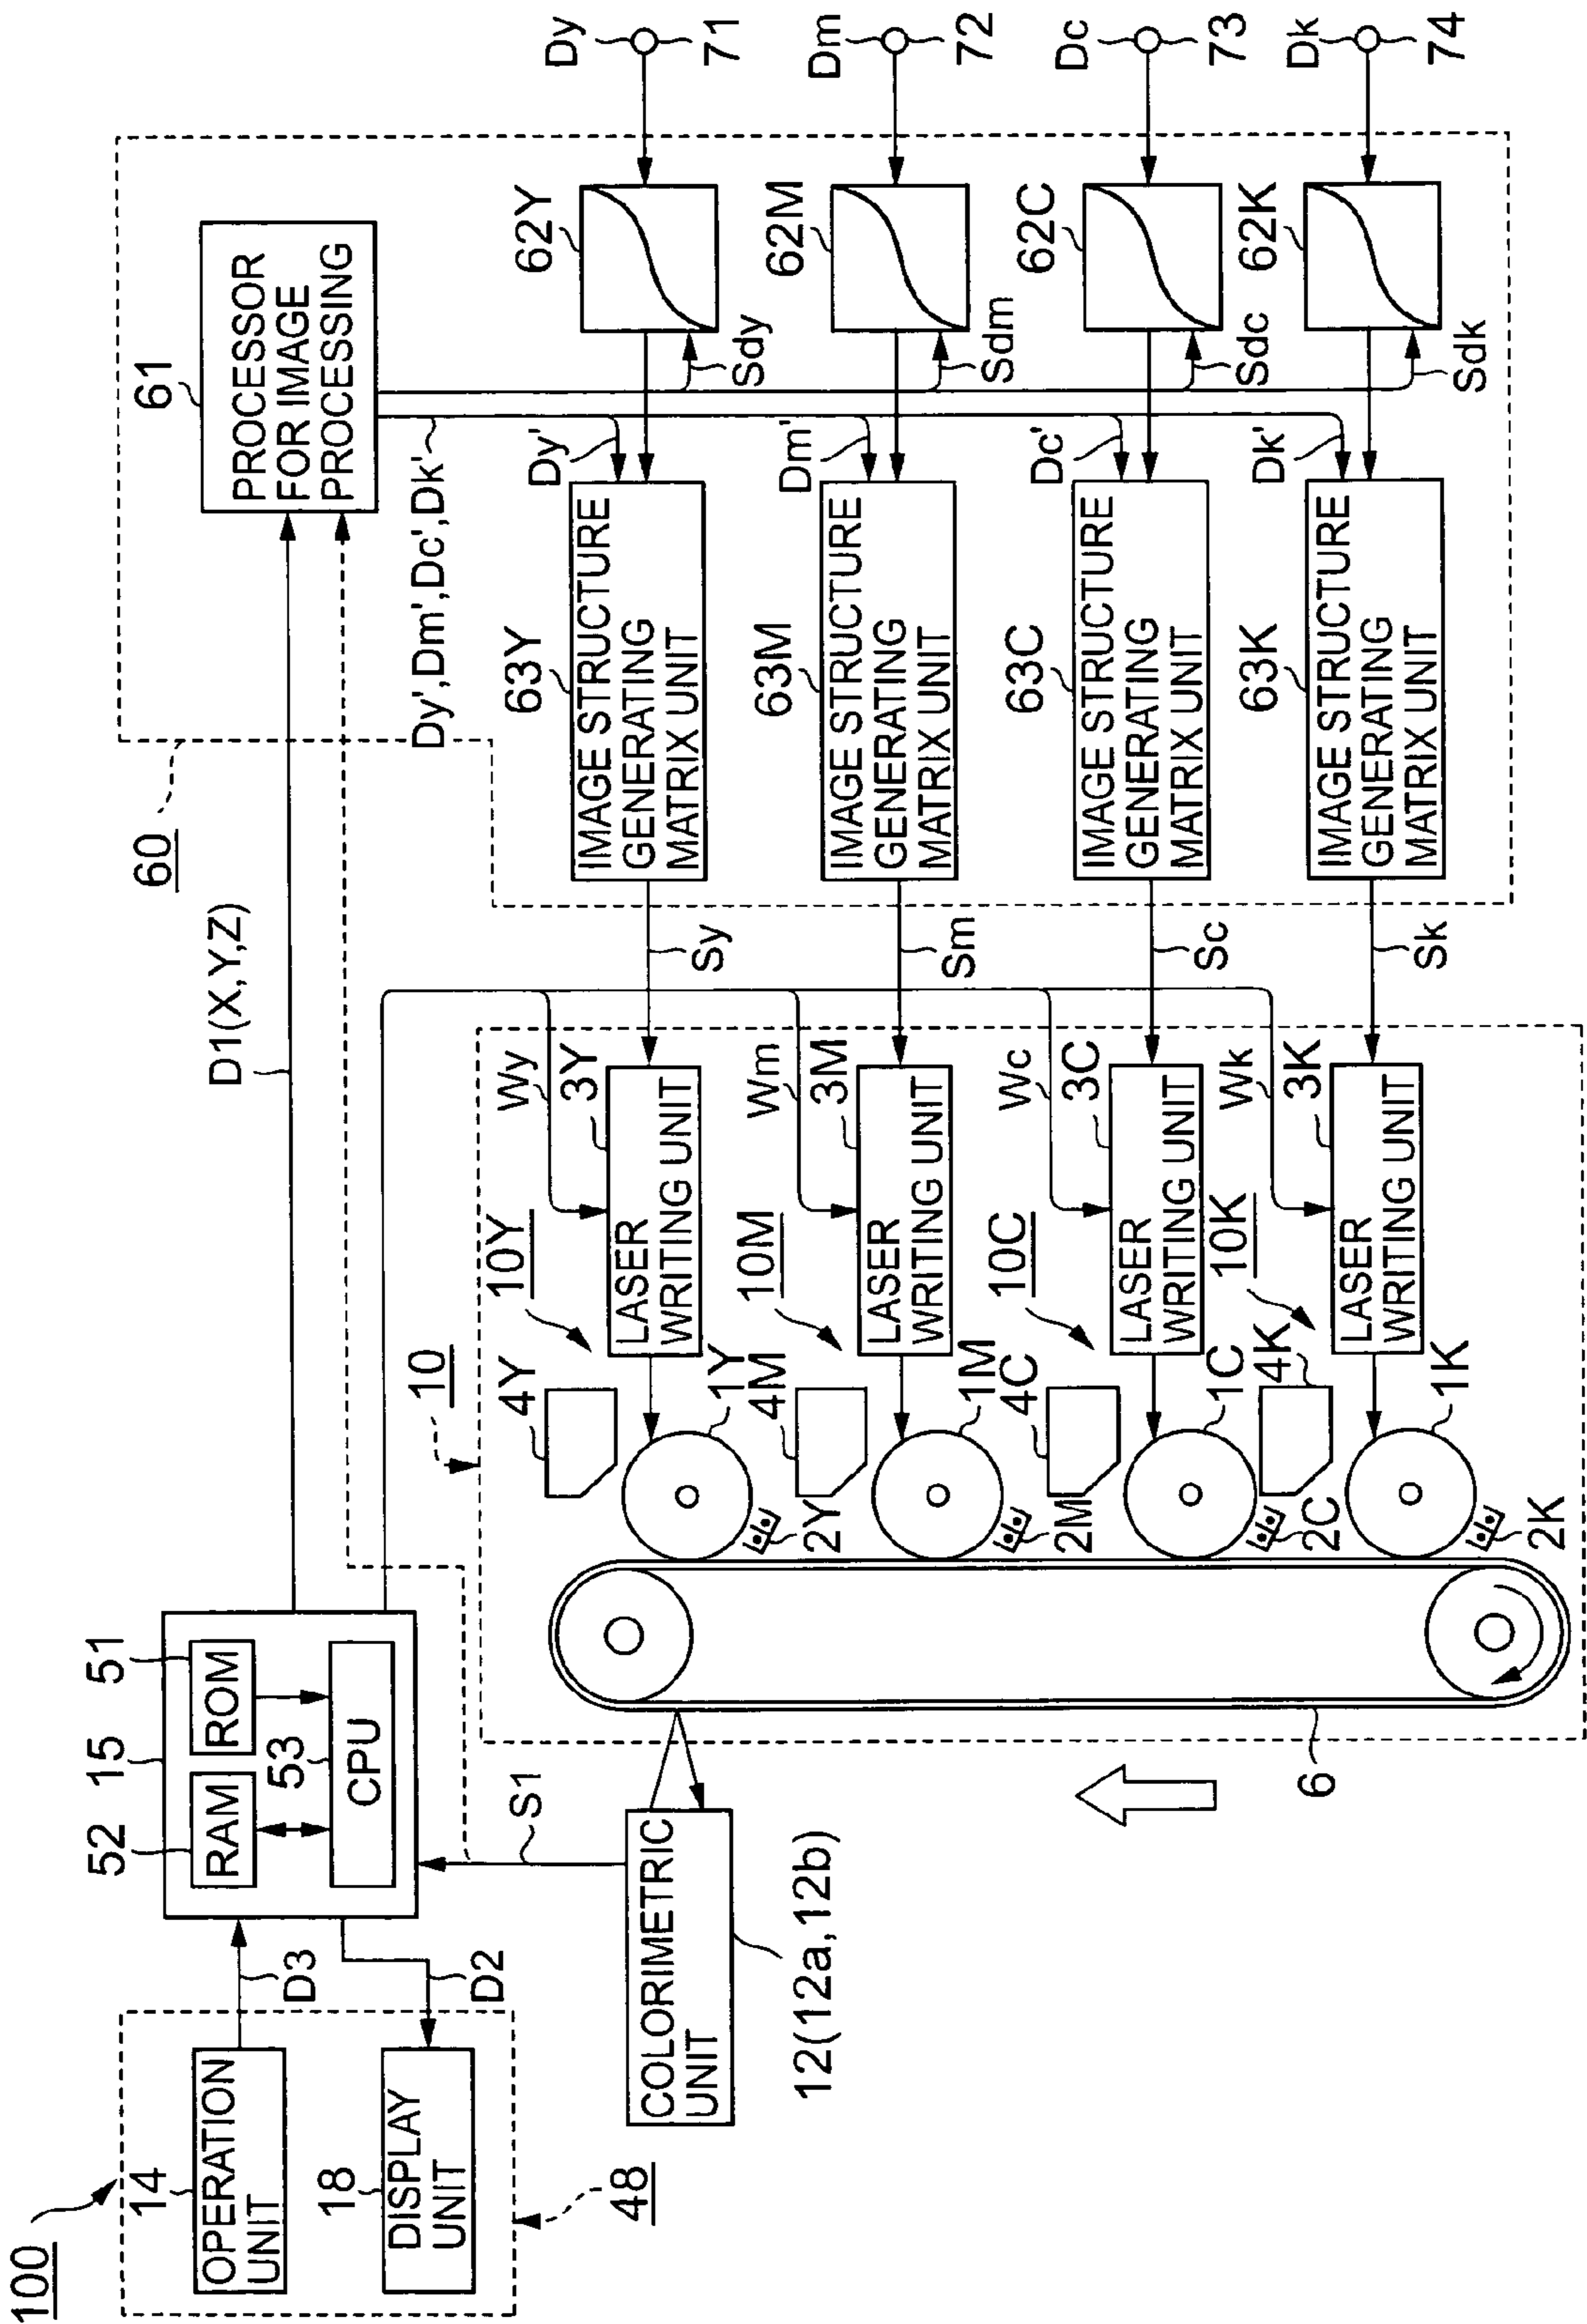 100
14
OPERATION
UNIT
18
DISPLAY
UNIT
48
D3
D2
15
52
RAM
51
ROM
53
CPU
S1
COLORIMETRIC
UNIT
12(12a,12b)
D1(X,Y,Z)
60
61
PROCESSOR
FOR IMAGE
PROCESSING
Dy',Dm',Dc',Dk'
10
10Y
4Y
1Y
2Y
Wy
3Y
LASER
WRITING UNIT
Sy
63Y
IMAGE STRUCTURE
GENERATING
MATRIX UNIT
Dy'
Sdy
62Y
Dy
71
10M
4M
1M
2M
Wm
3M
LASER
WRITING UNIT
Sm
63M
IMAGE STRUCTURE
GENERATING
MATRIX UNIT
Dm'
Sdm
62M
Dm
72
10C
4C
1C
2C
Wc
3C
LASER
WRITING UNIT
Sc
63C
IMAGE STRUCTURE
GENERATING
MATRIX UNIT
Dc'
Sdc
62C
Dc
73
10K
4K
1K
2K
Wk
3K
LASER
WRITING UNIT
Sk
63K
IMAGE STRUCTURE
GENERATING
MATRIX UNIT
Dk'
Sdk
62K
Dk
74
6